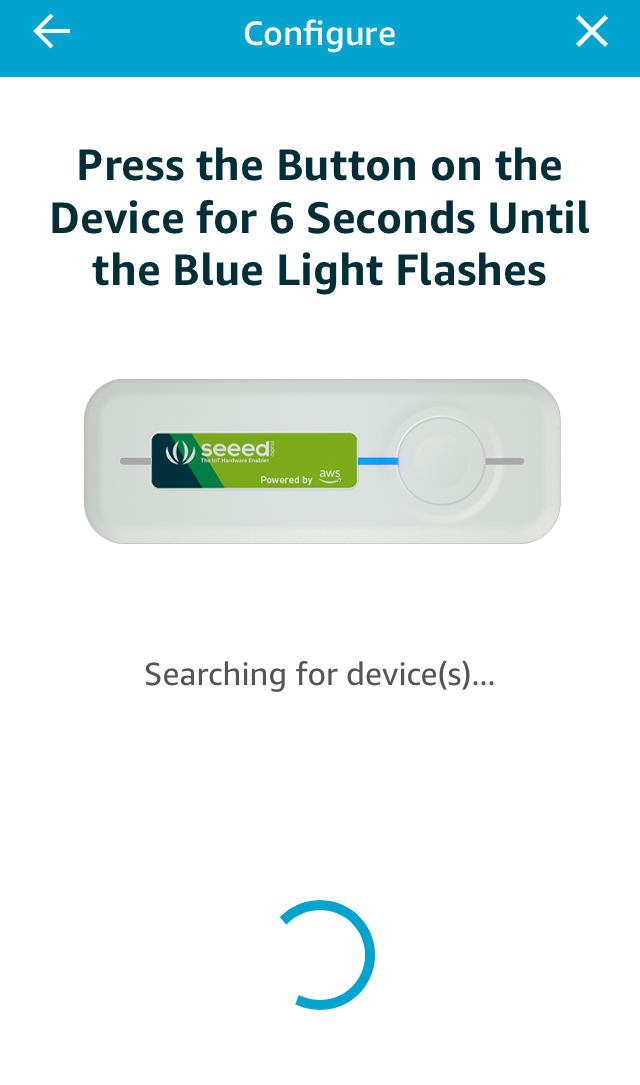 Configure
Press the Button on the
Device for 6 Seconds Until
the Blue Light Flashes
seeed
The IoT Hardware Enabler
Powered by aws
Searching for device(s)...